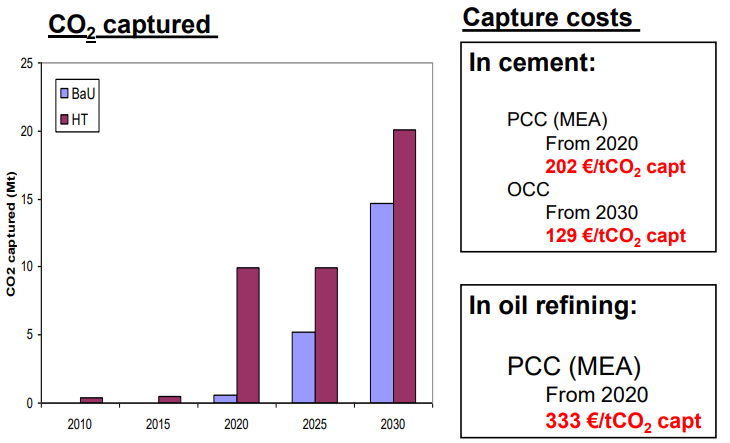 CO2 captured
25
20
15
10
5
0
CO2 captured (Mt)
BaU
HT
2010 2015 2020 2025 2030
Capture costs
In cement:
PCC (MEA)
From 2020
202 €/tCO2 capt
OCC
From 2030
129 €/tCO2 capt
In oil refining:
PCC (MEA)
From 2020
333 €/tCO2 capt